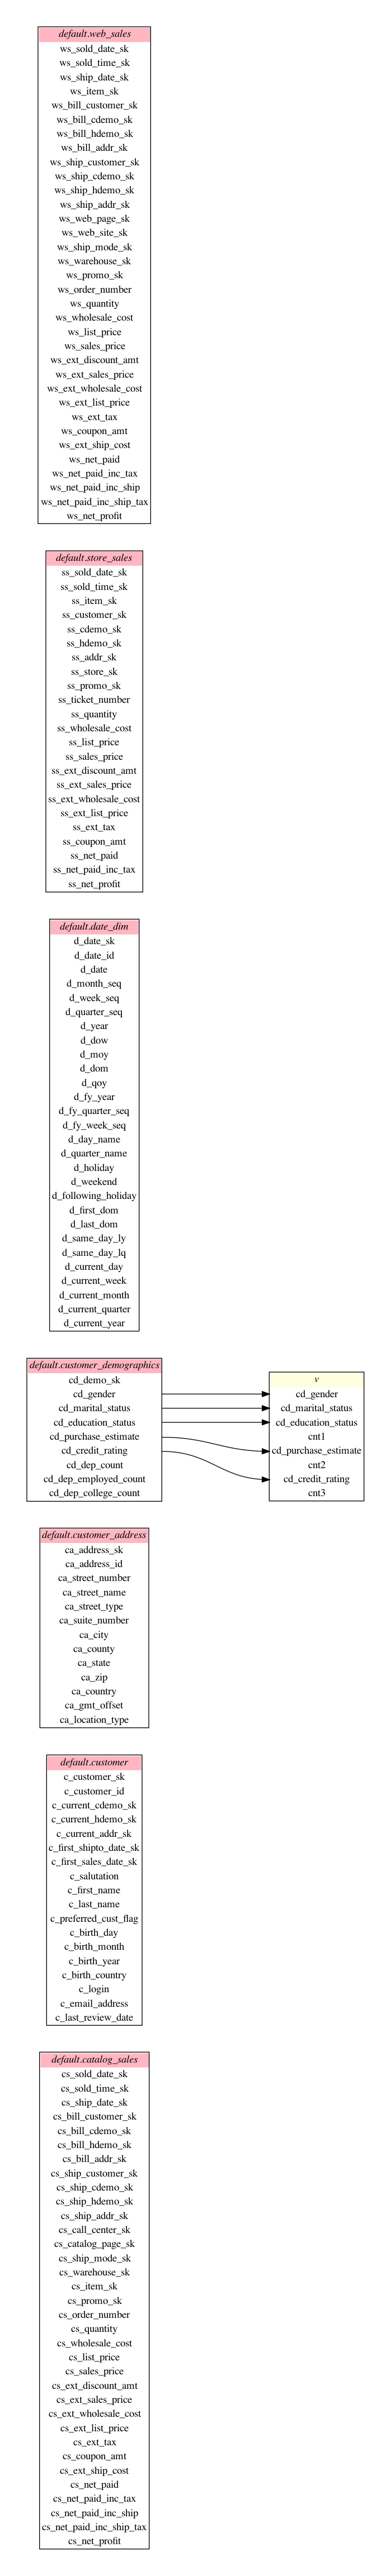 default.web_sales
ws_sold_date_sk
ws_sold_time_sk
ws_ship_date_sk
ws_item_sk
ws_bill_customer_sk
ws_bill_cdemo_sk
ws_bill_hdemo_sk
ws_bill_addr_sk
ws_ship_customer_sk
ws_ship_cdemo_sk
ws_ship_hdemo_sk
ws_ship_addr_sk
ws_web_page_sk
ws_web_site_sk
ws_ship_mode_sk
ws_warehouse_sk
ws_promo_sk
ws_order_number
ws_quantity
ws_wholesale_cost
ws_list_price
ws_sales_price
ws_ext_discount_amt
ws_ext_sales_price
ws_ext_wholesale_cost
ws_ext_list_price
ws_ext_tax
ws_coupon_amt
ws_ext_ship_cost
ws_net_paid
ws_net_paid_inc_tax
ws_net_paid_inc_ship
ws_net_paid_inc_ship_tax
ws_net_profit
default.store_sales
ss_sold_date_sk
ss_sold_time_sk
ss_item_sk
ss_customer_sk
ss_cdemo_sk
ss_hdemo_sk
ss_addr_sk
ss_store_sk
ss_promo_sk
ss_ticket_number
ss_quantity
ss_wholesale_cost
ss_list_price
ss_sales_price
ss_ext_discount_amt
ss_ext_sales_price
ss_ext_wholesale_cost
ss_ext_list_price
ss_ext_tax
ss_coupon_amt
ss_net_paid
ss_net_paid_inc_tax
ss_net_profit
default.date_dim
d_date_sk
d_date_id
d_date
d_month_seq
d_week_seq
d_quarter_seq
d_year
d_dow
d_moy
d_dom
d_qoy
d_fy_year
d_fy_quarter_seq
d_fy_week_seq
d_day_name
d_quarter_name
d_holiday
d_weekend
d_following_holiday
d_first_dom
d_last_dom
d_same_day_ly
d_same_day_lq
d_current_day
d_current_week
d_current_month
d_current_quarter
d_current_year
default.customer_demographics
cd_demo_sk
cd_gender
cd_marital_status
cd_education_status
cd_purchase_estimate
cd_credit_rating
cd_dep_count
cd_dep_employed_count
cd_dep_college_count
v
cd_gender
cd_marital_status
cd_education_status
cnt1
cd_purchase_estimate
cnt2
cd_credit_rating
cnt3
default.customer_address
ca_address_sk
ca_address_id
ca_street_number
ca_street_name
ca_street_type
ca_suite_number
ca_city
ca_county
ca_state
ca_zip
ca_country
ca_gmt_offset
ca_location_type
default.customer
c_customer_sk
c_customer_id
c_current_cdemo_sk
c_current_hdemo_sk
c_current_addr_sk
c_first_shipto_date_sk
c_first_sales_date_sk
c_salutation
c_first_name
c_last_name
c_preferred_cust_flag
c_birth_day
c_birth_month
c_birth_year
c_birth_country
c_login
c_email_address
c_last_review_date
default.catalog_sales
cs_sold_date_sk
cs_sold_time_sk
cs_ship_date_sk
cs_bill_customer_sk
cs_bill_cdemo_sk
cs_bill_hdemo_sk
cs_bill_addr_sk
cs_ship_customer_sk
cs_ship_cdemo_sk
cs_ship_hdemo_sk
cs_ship_addr_sk
cs_call_center_sk
cs_catalog_page_sk
cs_ship_mode_sk
cs_warehouse_sk
cs_item_sk
cs_promo_sk
cs_order_number
cs_quantity
cs_wholesale_cost
cs_list_price
cs_sales_price
cs_ext_discount_amt
cs_ext_sales_price
cs_ext_wholesale_cost
cs_ext_list_price
cs_ext_tax
cs_coupon_amt
cs_ext_ship_cost
cs_net_paid
cs_net_paid_inc_tax
cs_net_paid_inc_ship
cs_net_paid_inc_ship_tax
cs_net_profit